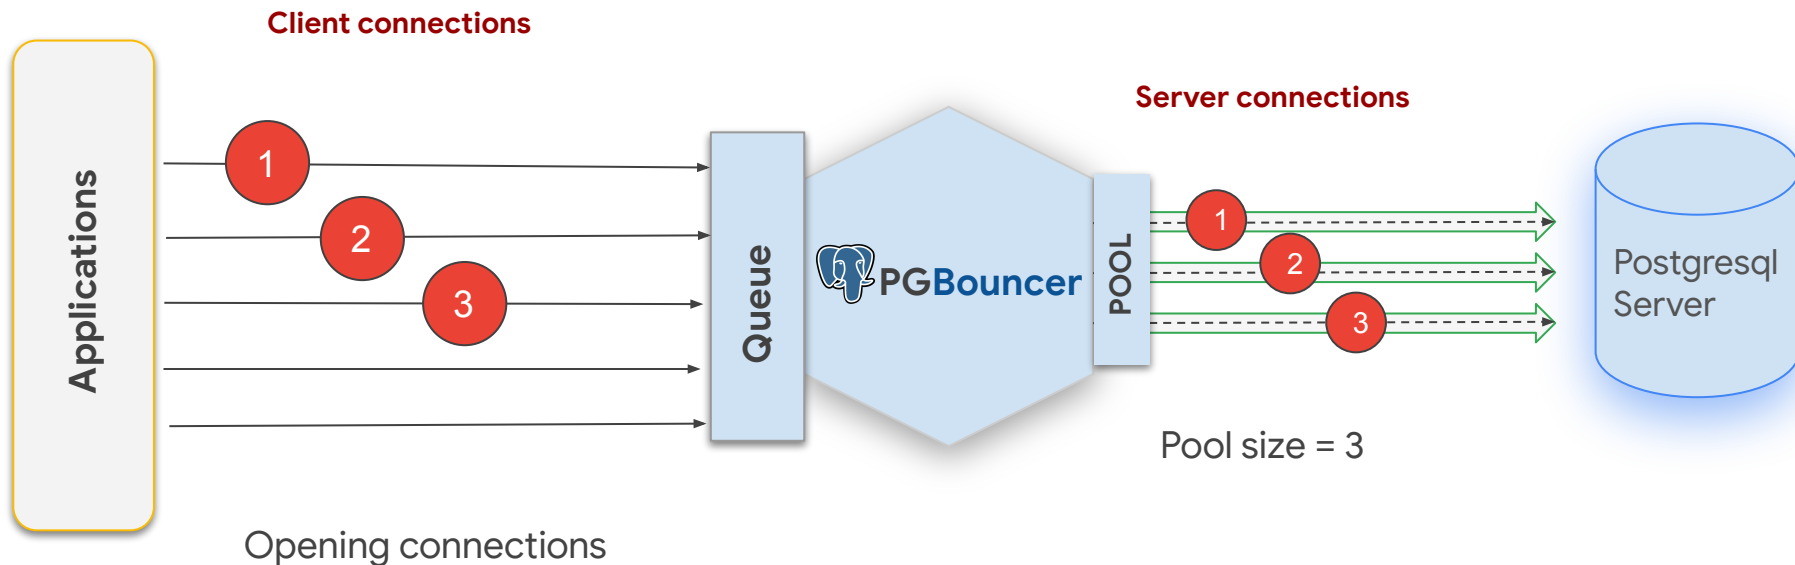 Client connections
Applications
1
2
3
Queue
PGBouncer
POOL
Server connections
1
2
3
Postgresql
Server
Pool size = 3
Opening connections